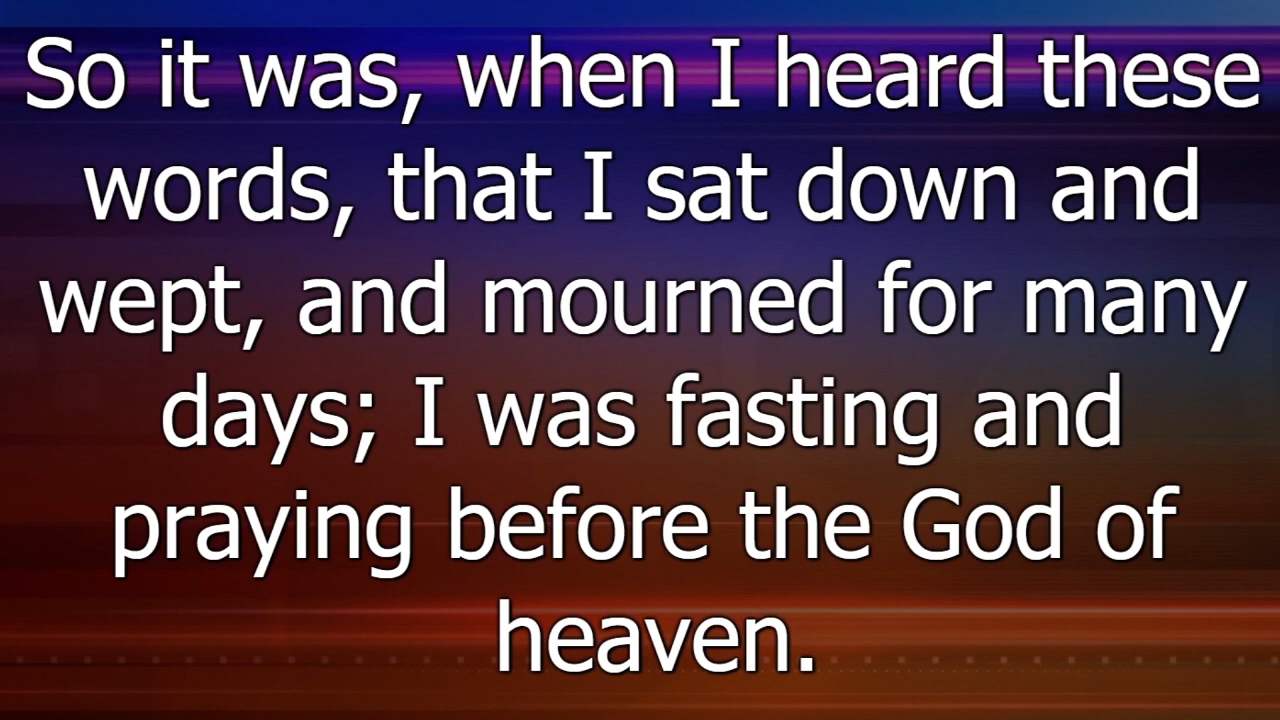 So it was, when I heard these
words, that I sat down and
wept, and mourned for many
days; I was fasting and
praying before the God of
heaven.